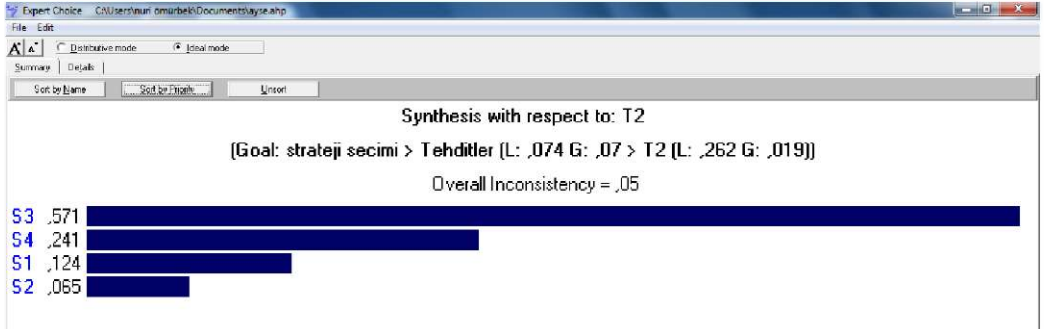 Expert Choice C:\Users\nuri omurbek\Documents\ayse.ahp
File Edit
A A Distributive mode Ideal mode
Summary Details
Sort by Name Sort by Priority Unsort
Synthesis with respect to: T2
(Goal: strateji secimi > Tehditler (L: ,074 G: ,07 > T2 (L: ,262 G: ,019))
Overall Inconsistency = ,05
S3 ,571
S4 ,241
S1 ,124
S2 ,065